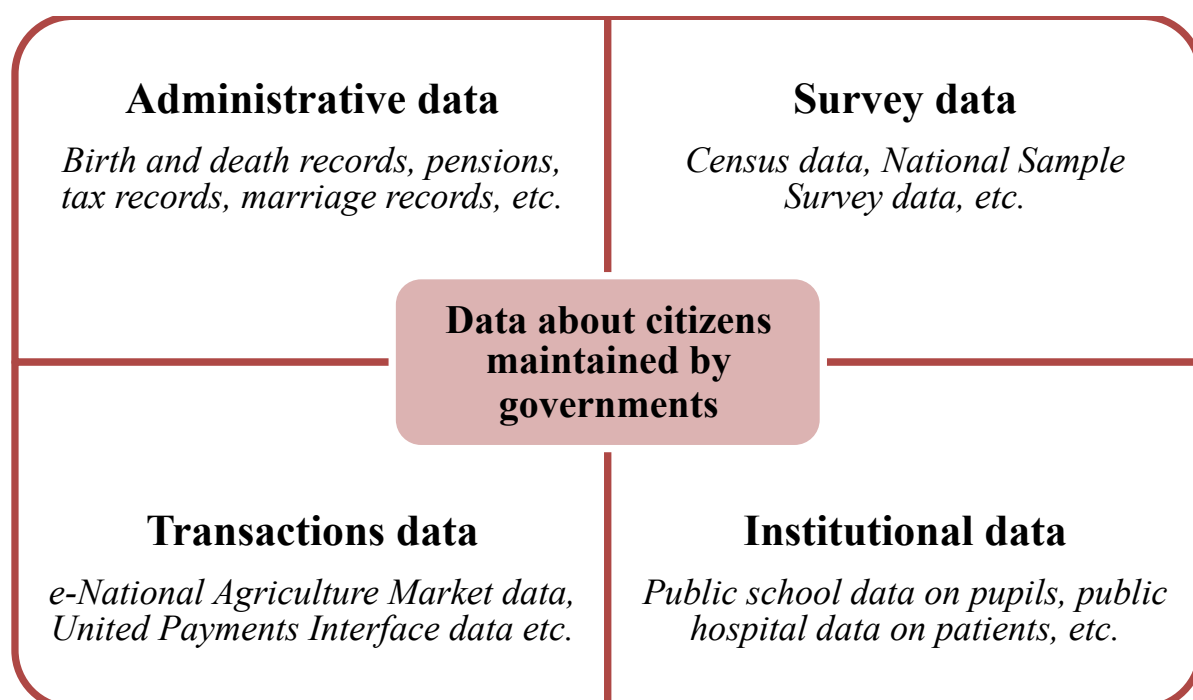 Administrative data
Birth and death records, pensions,
tax records, marriage records, etc.
Survey data
Census data, National Sample
Survey data, etc.
Data about citizens
maintained by
governments
Transactions data
e-National Agriculture Market data,
United Payments Interface data etc.
Institutional data
Public school data on pupils, public
hospital data on patients, etc.